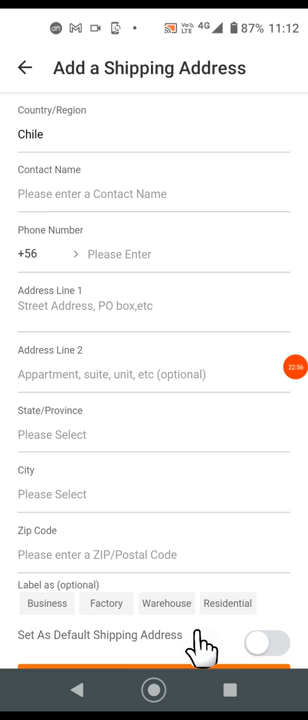 4G 87% 11:12
Add a Shipping Address
Country/Region
Chile
Contact Name
Please enter a Contact Name
Phone Number
+56 Please Enter
Address Line 1
Street Address, PO box,etc
Address Line 2
Appartment, suite, unit, etc (optional)
22:56
State/Province
Please Select
City
Please Select
Zip Code
Please enter a ZIP/Postal Code
Label as (optional)
Business Factory Warehouse Residential
Set As Default Shipping Address